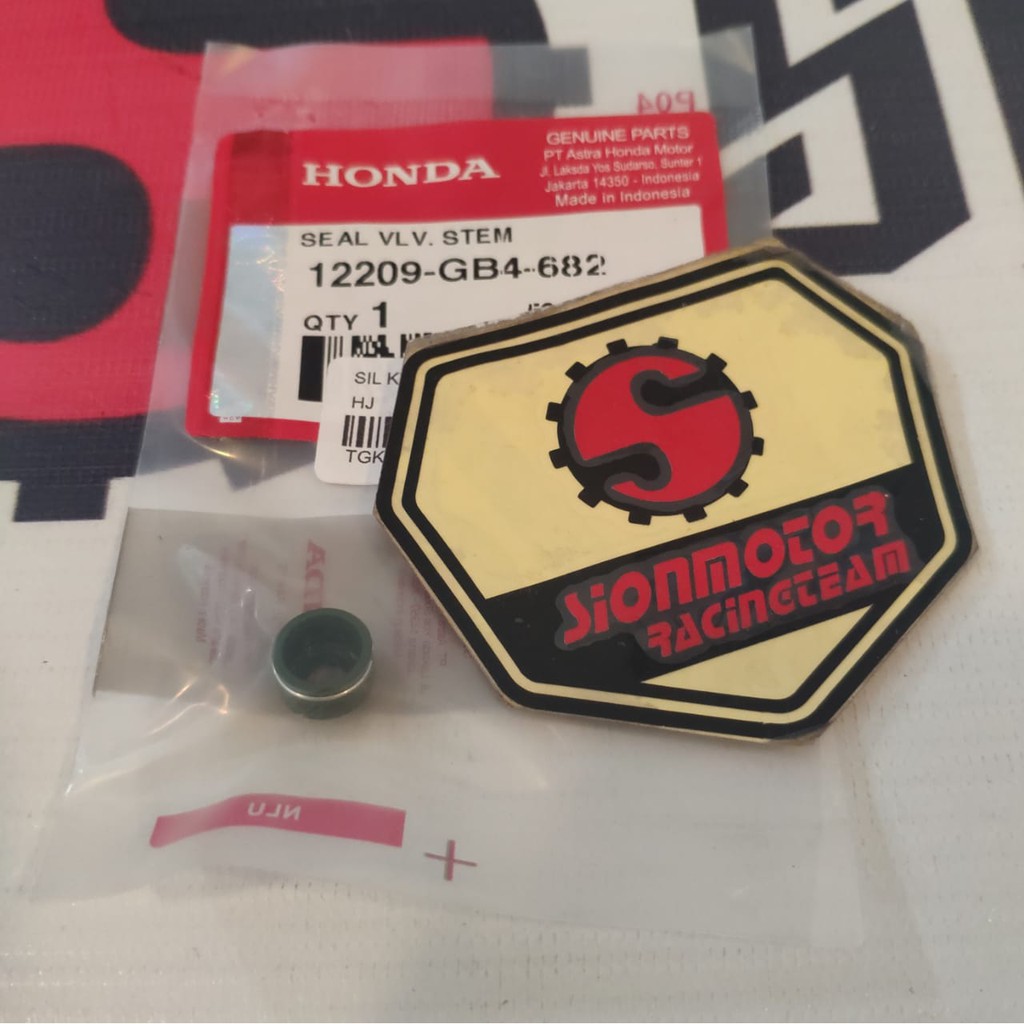 P04
HONDA
GENUINE PARTS
PT Astra Honda Motor
Jl. Laksda Yos Sudarso, Sunter 1
Jakarta 14350 - Indonesia
Made in Indonesia
SEAL VLV. STEM
12209-GB4-682
QTY 1
SIL K
HJ
TGK
S
SIONMOTOR
RACINGTEAM
NLU